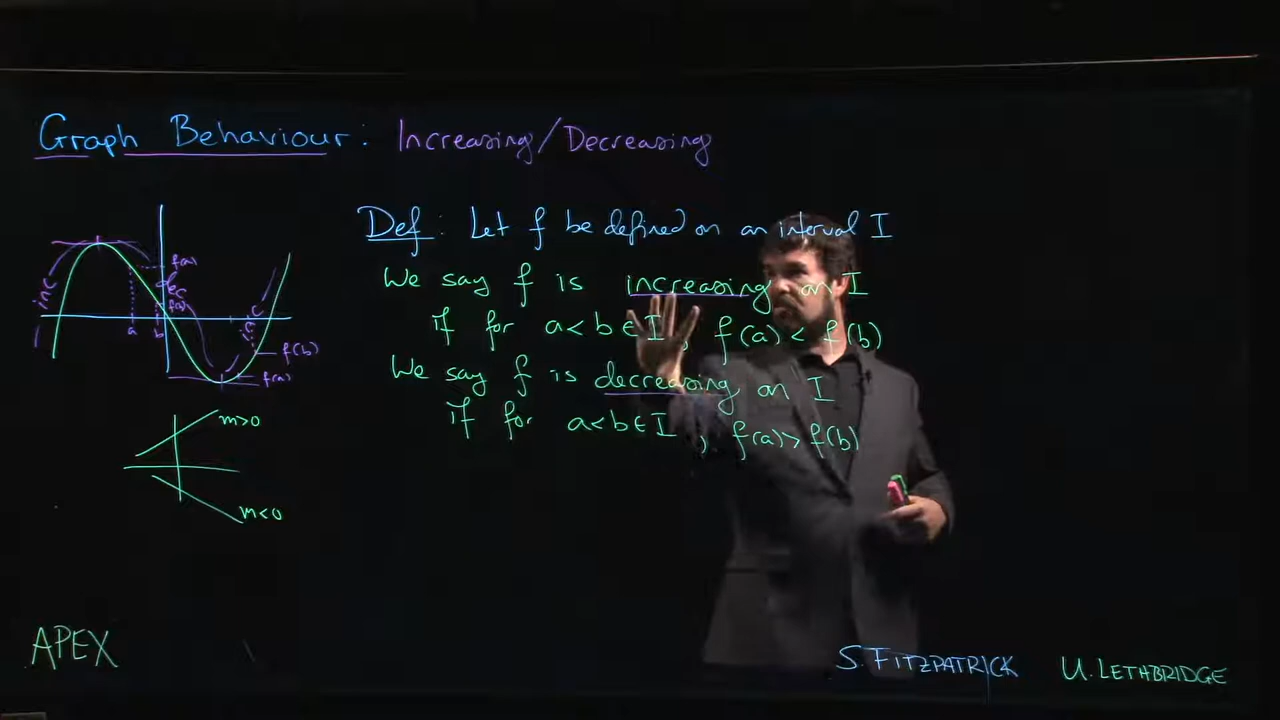 Graph Behaviour: Increasing/Decreasing
Def: Let f be defined on an interval I
We say f is increasing on I
if for a<b∈I, f(a)<f(b)
We say f is decreasing on I
if for a<b∈I, f(a)>f(b)
inc
dec
f(a)
f(a)
a
b
f(b)
f(a)
m>0
m<0
APEX
S. FITZPATRICK
U. LETHBRIDGE